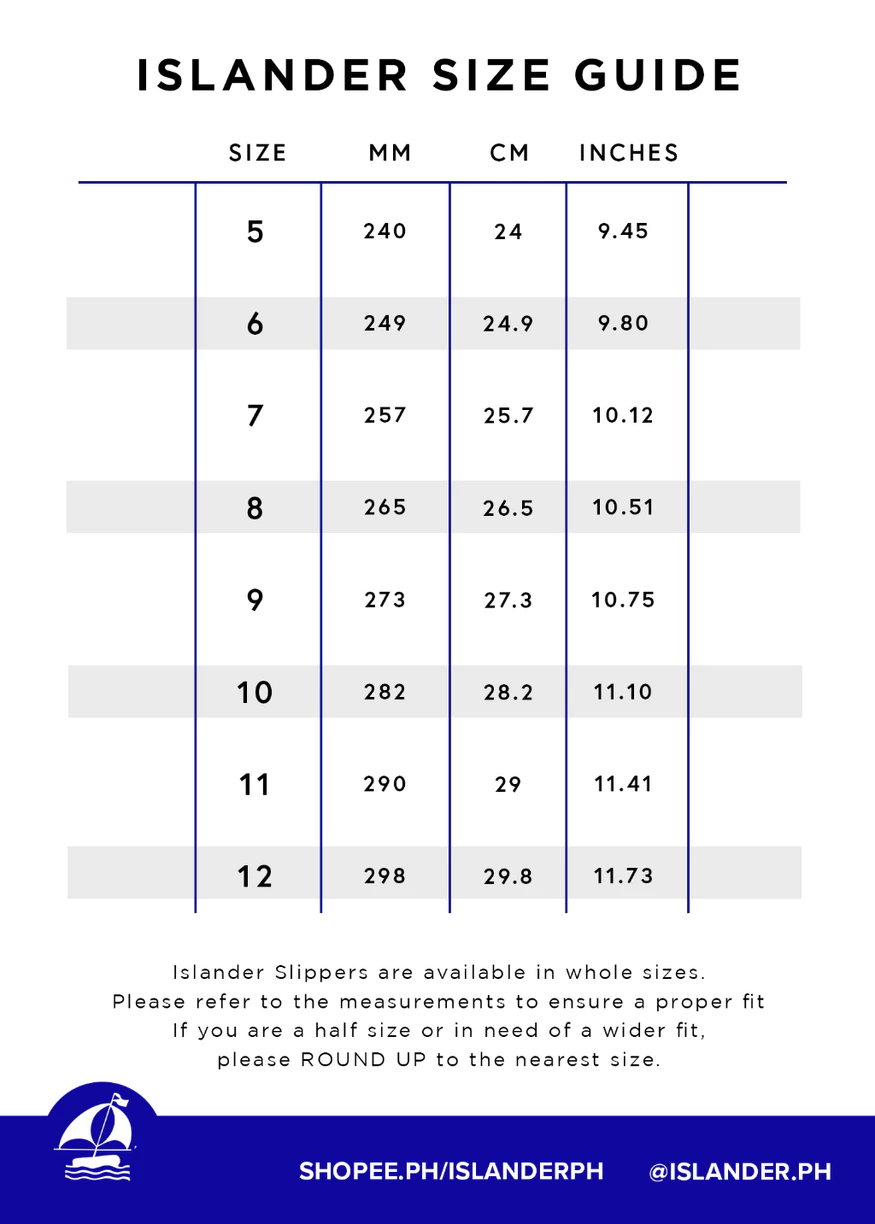 ISLANDER SIZE GUIDE
SIZE MM CM INCHES
5 240 24 9.45
6 249 24.9 9.80
7 257 25.7 10.12
8 265 26.5 10.51
9 273 27.3 10.75
10 282 28.2 11.10
11 290 29 11.41
12 298 29.8 11.73
Islander Slippers are available in whole sizes.
Please refer to the measurements to ensure a proper fit
If you are a half size or in need of a wider fit,
please ROUND UP to the nearest size.
SHOPEE.PH/ISLANDERPH @ISLANDER.PH